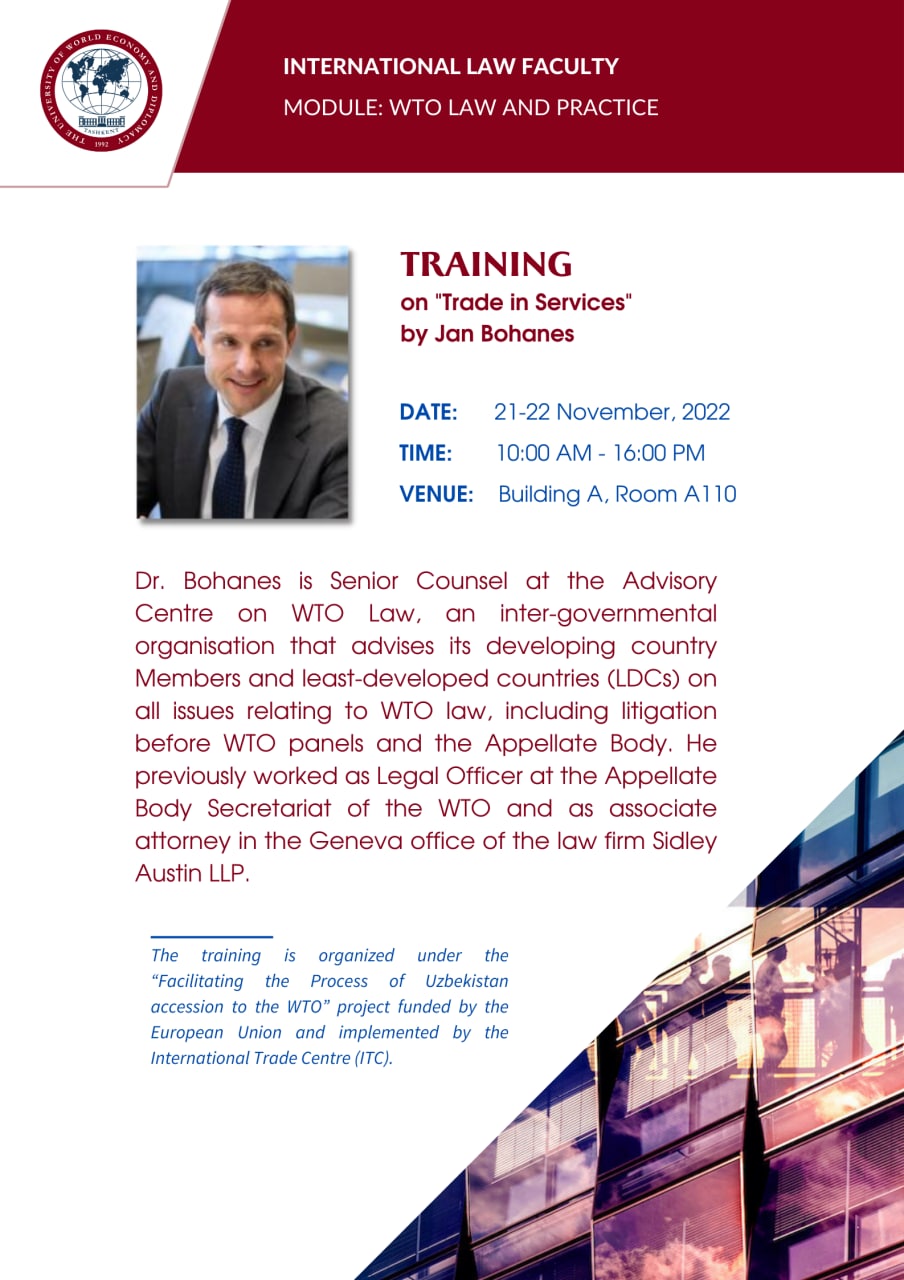 THE UNIVERSITY OF WORLD ECONOMY AND DIPLOMACY
TASHKENT
1992
INTERNATIONAL LAW FACULTY
MODULE: WTO LAW AND PRACTICE
TRAINING
on "Trade in Services"
by Jan Bohanes
DATE: 21-22 November, 2022
TIME: 10:00 AM - 16:00 PM
VENUE: Building A, Room A110
Dr. Bohanes is Senior Counsel at the Advisory
Centre on WTO Law, an inter-governmental
organisation that advises its developing country
Members and least-developed countries (LDCs) on
all issues relating to WTO law, including litigation
before WTO panels and the Appellate Body. He
previously worked as Legal Officer at the Appellate
Body Secretariat of the WTO and as associate
attorney in the Geneva office of the law firm Sidley
Austin LLP.
The training is organized under the
“Facilitating the Process of Uzbekistan
accession to the WTO” project funded by the
European Union and implemented by the
International Trade Centre (ITC).